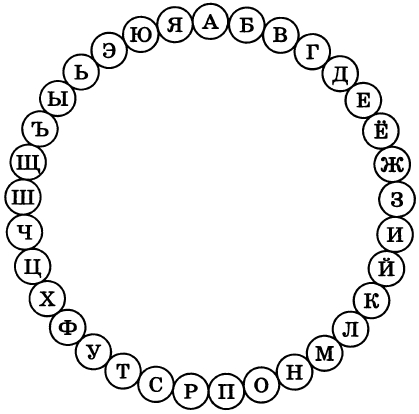 А Б В Г Д Е Ё Ж З И Й К Л М Н О П Р С Т У Ф Х Ц Ч Ш Щ Ъ Ы Ь Э Ю Я